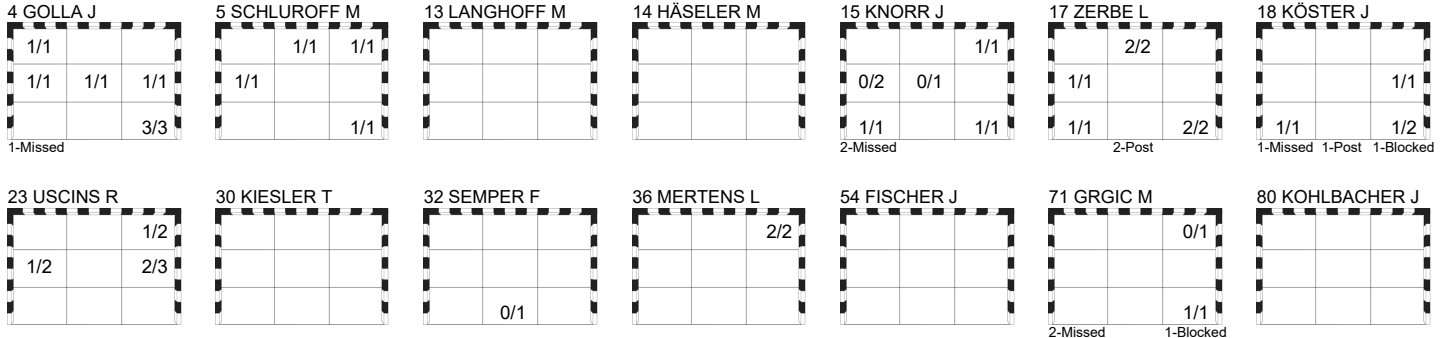 4 GOLLA J 5 SCHLUROFF M 13 LANGHOFF M 14 HÄSELER M 15 KNORR J 17 ZERBE L 18 KÖSTER J
1/1 1/1 1/1 1/1 2/2
1/1 1/1 1/1 1/1 0/2 0/1 1/1 1/1
3/3 1/1 1/1 1/1 1/1 2/2 1/1 1/2
1-Missed 2-Missed 2-Post 1-Missed 1-Post 1-Blocked
23 USCINS R 30 KIESLER T 32 SEMPER F 36 MERTENS L 54 FISCHER J 71 GRGIC M 80 KOHLBACHER J
1/2 2/2 0/1
1/2 2/3
0/1 1/1
2-Missed 1-Blocked